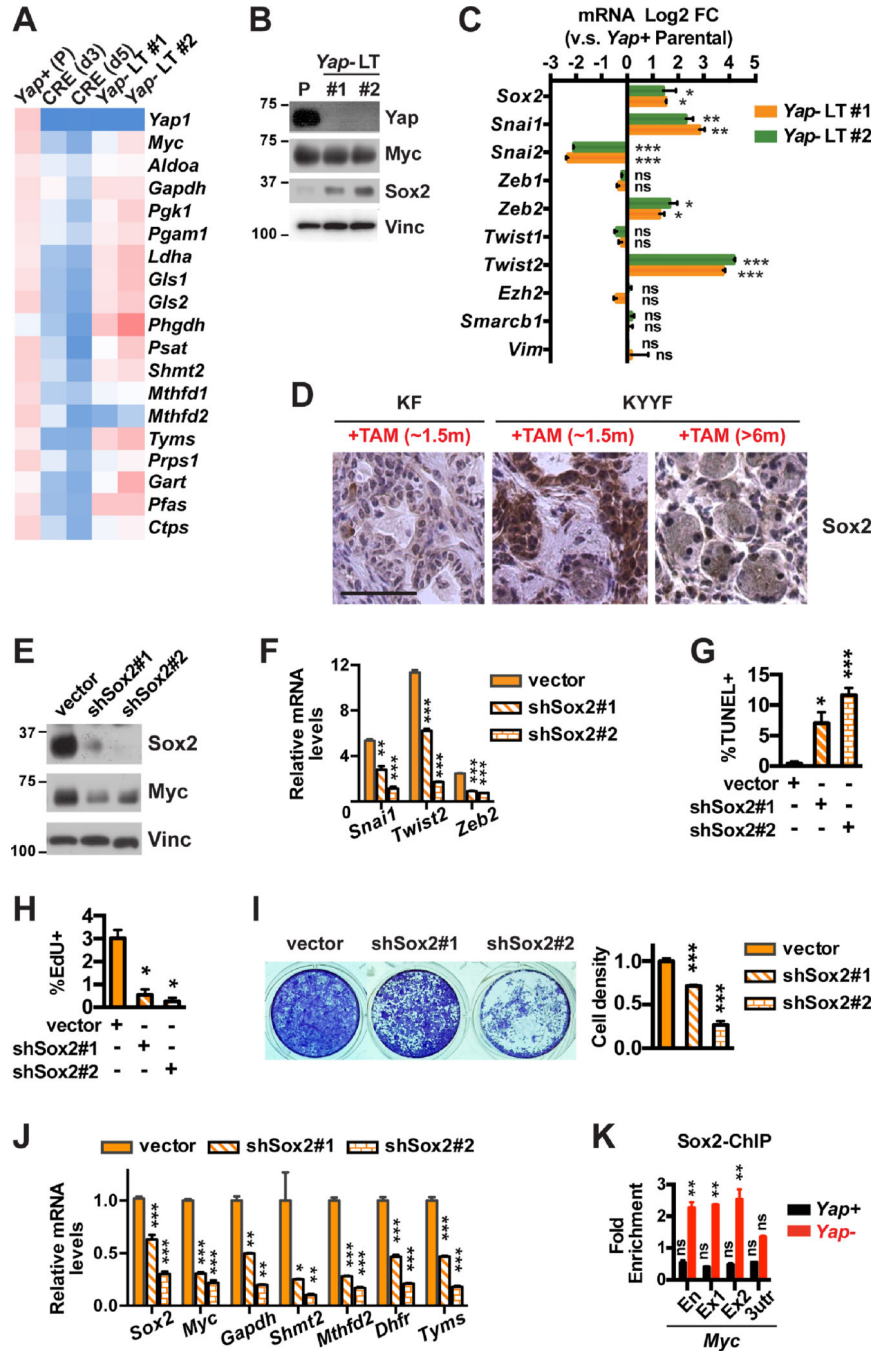 A
Yap+ (P)
CRE (d3)
CRE (d5)
Yap- LT #1
Yap- LT #2
Yap1
Myc
Aldoa
Gapdh
Pgk1
Pgam1
Ldha
Gls1
Gls2
Phgdh
Psat
Shmt2
Mthfd1
Mthfd2
Tyms
Prps1
Gart
Pfas
Ctps
B
Yap- LT
P #1 #2
75
Yap
Myc
37
Sox2
100
Vinc
C
mRNA Log2 FC
(v.s. Yap+ Parental)
-3 -2 -1 0 1 2 3 4 5
Sox2 * *
Snai1 ** **
Snai2 *** ***
Zeb1 ns ns
Zeb2 * *
Twist1 ns ns
Twist2 *** ***
Ezh2 ns ns
Smarcb1 ns ns
Vim ns ns
Yap- LT #1
Yap- LT #2
D
KF KYYF
+TAM (~1.5m) +TAM (~1.5m) +TAM (>6m)
Sox2
E
vector shSox2#1 shSox2#2
37
Sox2
75
Myc
Vinc
100
F
Relative mRNA
levels
12
6
0
** *** *** *** *** ***
Snai1 Twist2 Zeb2
vector
shSox2#1
shSox2#2
G
%TUNEL+
15
10
5
0
* ***
vector + - -
shSox2#1 - + -
shSox2#2 - - +
H
%EdU+
4
3
2
1
0
* *
vector + - -
shSox2#1 - + -
shSox2#2 - - +
I
vector shSox2#1 shSox2#2
Cell density
1.0
0.5
0.0
*** ***
vector
shSox2#1
shSox2#2
J
vector shSox2#1 shSox2#2
Relative mRNA
levels
1.0
0.5
0.0
*** *** *** *** ** ** * ** *** *** *** *** *** ***
Sox2 Myc Gapdh Shmt2 Mthfd2 Dhfr Tyms
K
Sox2-ChIP
Fold
Enrichment
3
2
1
0
ns ** ns ** ns ** ns ns
En Ex1 Ex2 3utr
Myc
Yap+
Yap-